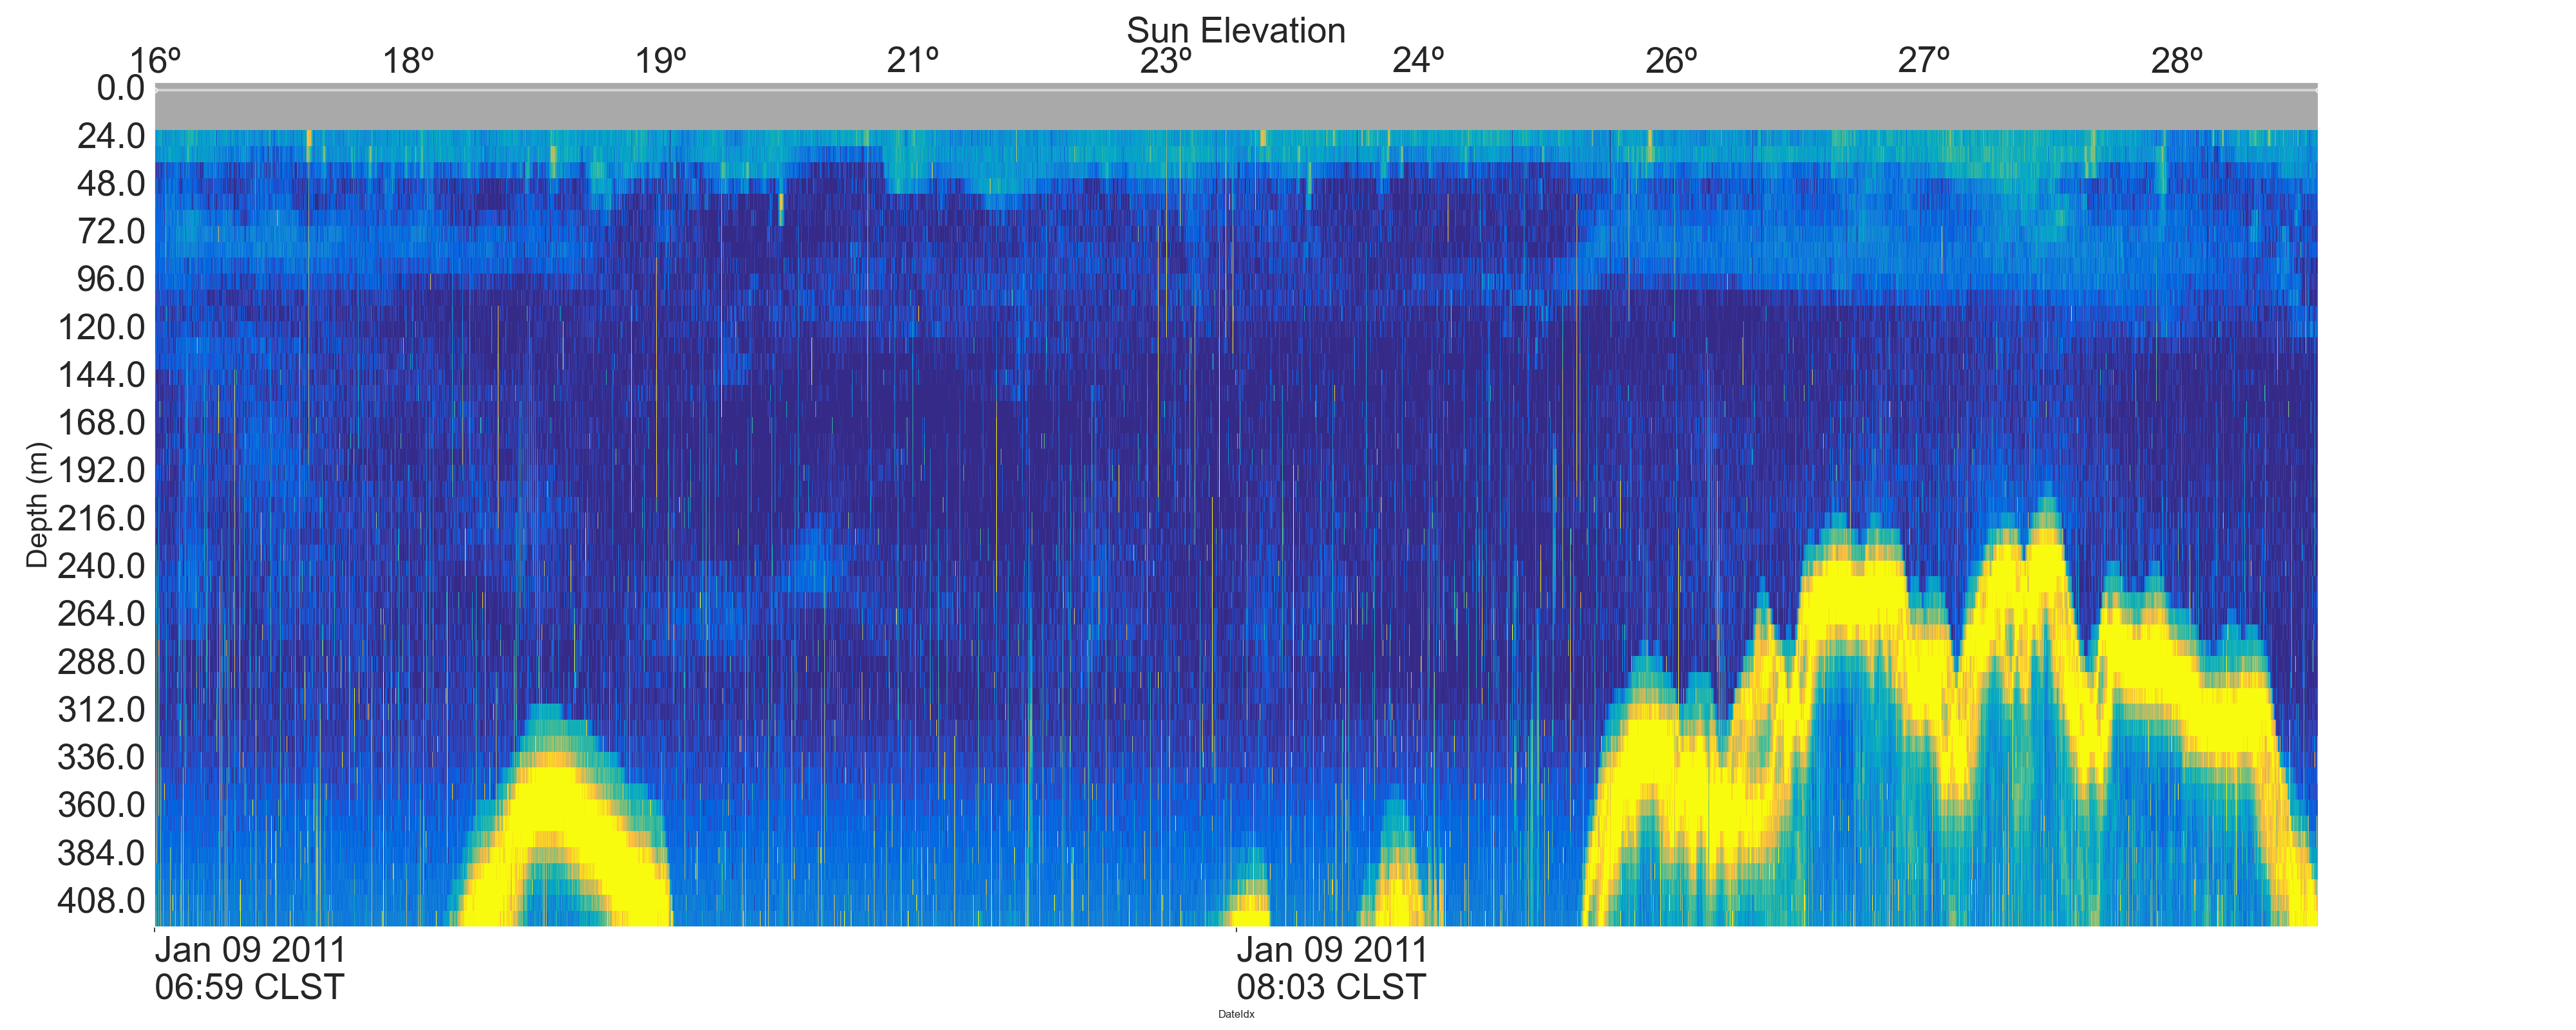 Sun Elevation
16º 18º 19º 21º 23º 24º 26º 27º 28º
0.0
24.0
48.0
72.0
96.0
120.0
144.0
168.0
192.0
216.0
240.0
264.0
288.0
312.0
336.0
360.0
384.0
408.0
Depth (m)
Jan 09 2011
06:59 CLST
Jan 09 2011
08:03 CLST
DateIdx